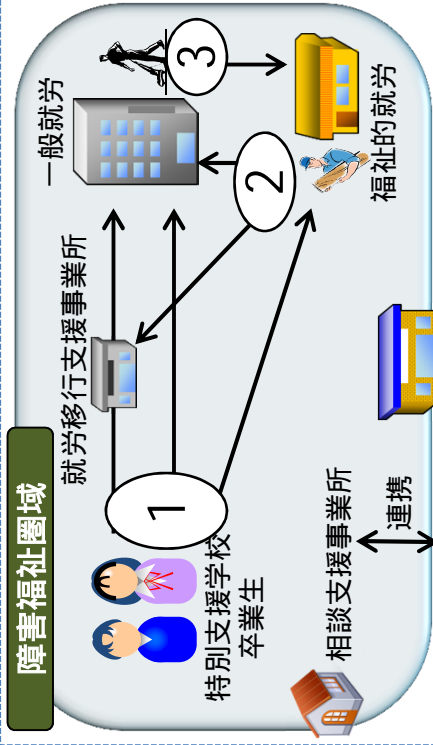 障害福祉圏域
就労移行支援事業所
一般就労
特別支援学校
卒業生
1
2
3
福祉的就労
相談支援事業所
連携